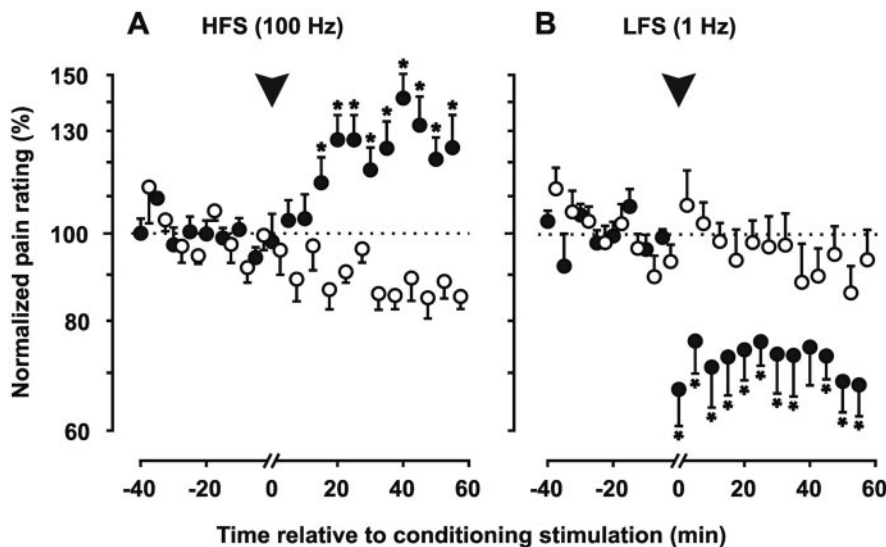 A HFS (100 Hz)
B LFS (1 Hz)
Normalized pain rating (%)
150
130
100
80
60
* * * * * * * * *
* * * * * * * * * * *
-40 -20 0 20 40 60
-40 -20 0 20 40 60
Time relative to conditioning stimulation (min)